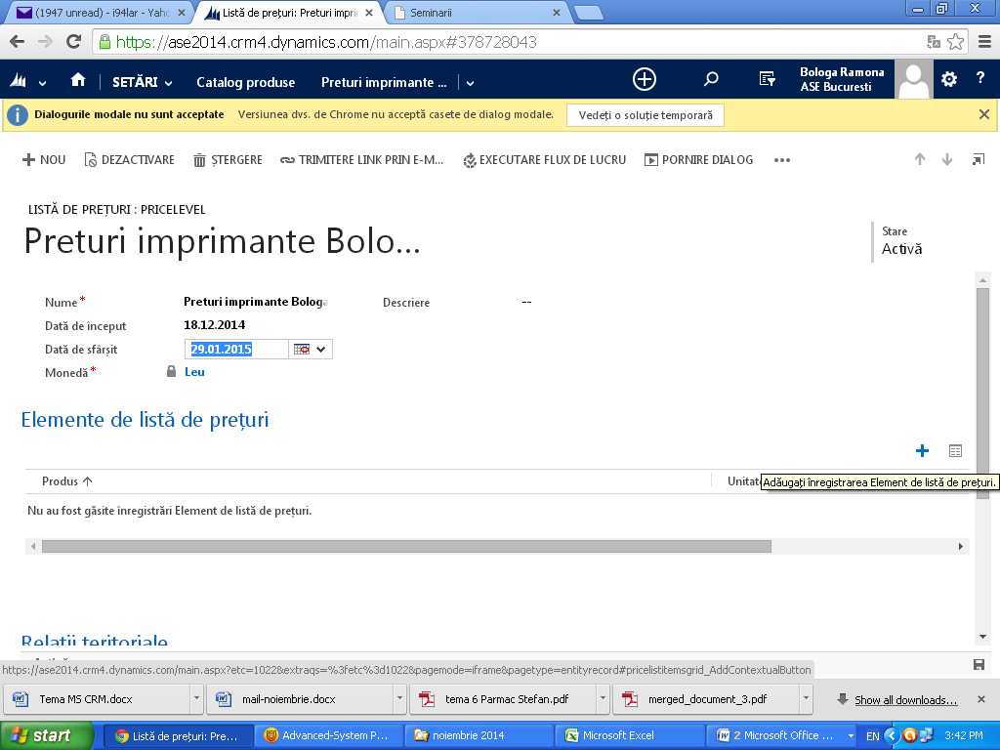 (1947 unread) - i94lar - Yaho
Listă de prețuri: Preturi impri
Seminarii
https://ase2014.crm4.dynamics.com/main.aspx#378728043
SETĂRI
Catalog produse
Preturi imprimante ...
Bologa Ramona
ASE Bucuresti
?
Dialogurile modale nu sunt acceptate
Versiunea dvs. de Chrome nu acceptă casete de dialog modale.
Vedeți o soluție temporară
NOU
DEZACTIVARE
ȘTERGERE
TRIMITERE LINK PRIN E-M...
EXECUTARE FLUX DE LUCRU
PORNIRE DIALOG
LISTĂ DE PREȚURI : PRICELEVEL
Preturi imprimante Bolo...
Stare
Activă
Nume*
Preturi imprimante Bologa
Descriere
--
Dată de început
18.12.2014
Dată de sfârșit
29.01.2015
Monedă*
Leu
Elemente de listă de prețuri
Produs
Unitate
Adăugați înregistrarea Element de listă de prețuri.
Nu au fost găsite înregistrări Element de listă de prețuri.
Relații teritoriale
https://ase2014.crm4.dynamics.com/main.aspx?etc=1022&extraqs=%3fetc%3d1022&pagemode=iframe&pagetype=entityrecord#pricelistitemsgrid_AddContextualButton
Tema MS CRM.docx
mail-noiembrie.docx
tema 6 Parmac Stefan.pdf
merged_document_3.pdf
Show all downloads...
start
Listă de prețuri: Pre...
Advanced-System P...
noiembrie 2014
Microsoft Excel
2 Microsoft Office ...
EN
3:42 PM